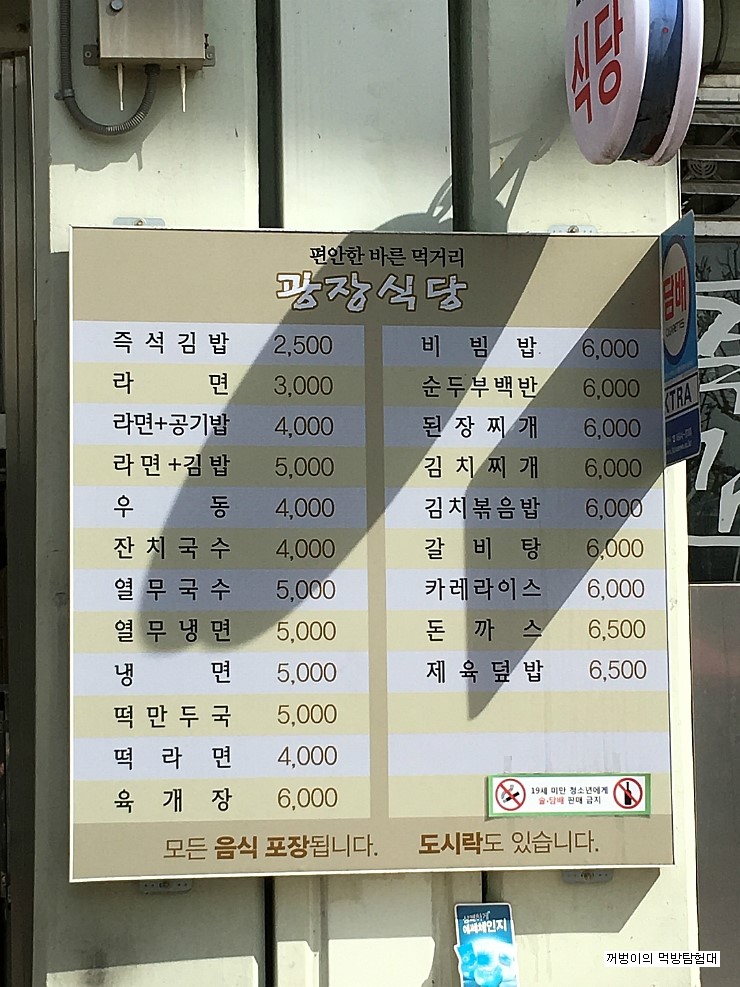 식당
편안한 바른 먹거리
광장식당
즉석김밥 2,500
라면 3,000
라면+공기밥 4,000
라면+김밥 5,000
우동 4,000
잔치국수 4,000
열무국수 5,000
열무냉면 5,000
냉면 5,000
떡만두국 5,000
떡라면 4,000
육개장 6,000
비빔밥 6,000
순두부백반 6,000
된장찌개 6,000
김치찌개 6,000
김치볶음밥 6,000
갈비탕 6,000
카레라이스 6,000
돈까스 6,500
제육덮밥 6,500
19세 미만 청소년에게
술·담배 판매 금지
모든 음식 포장됩니다. 도시락도 있습니다.
담배
XTRA
꺼벙이의 먹방탐험대